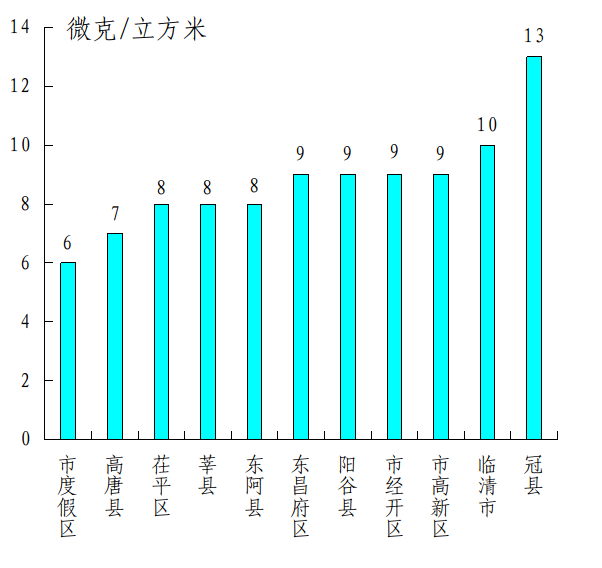 微克/立方米
14
12
10
8
6
4
2
0
6
7
8
8
8
9
9
9
9
10
13
市度假区
高唐县
茌平区
莘县
东阿县
东昌府区
阳谷县
市经开区
市高新区
临清市
冠县